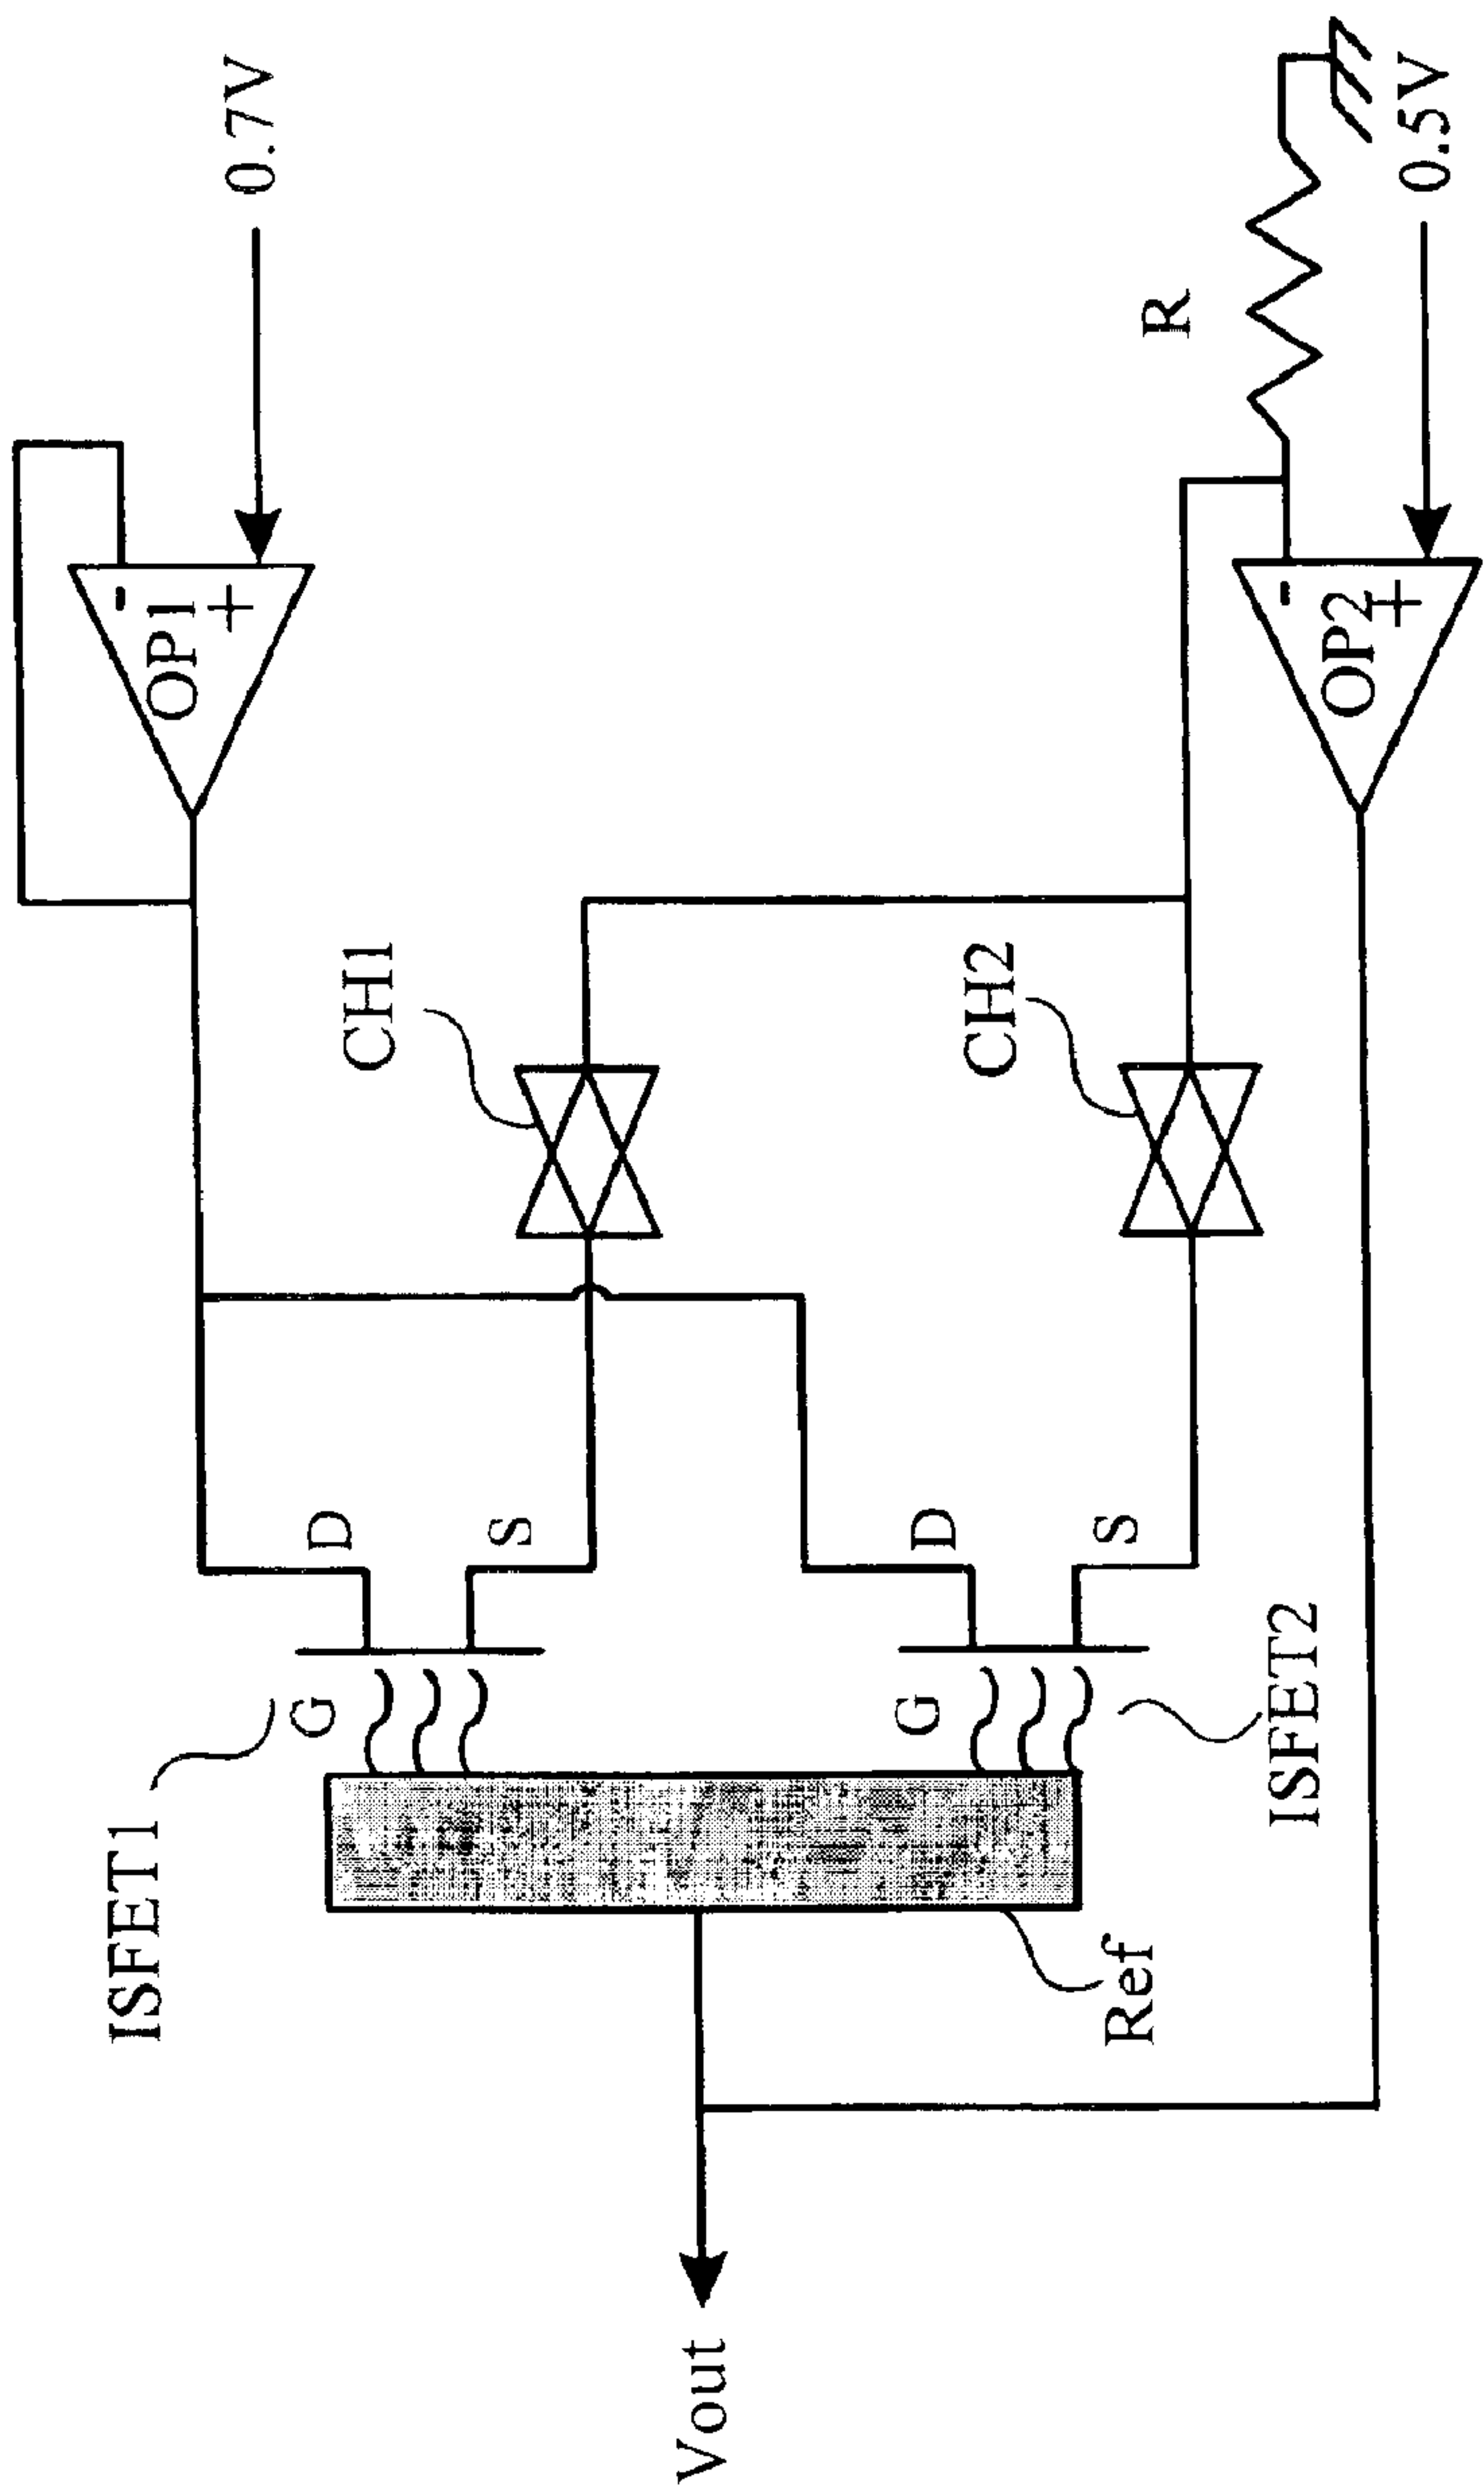 0.7V
OP1
-
+
CH1
D
S
G
ISFET1
R
0.5V
OP2
-
+
CH2
D
S
G
ISFET2
Ref
Vout